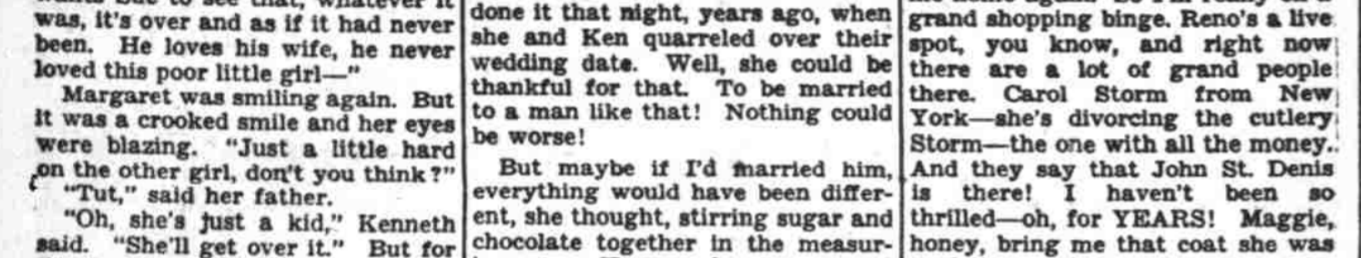 was, it's over and as if it had never
been. He loves his wife, he never
loved this poor little girl—"
Margaret was smiling again. But
it was a crooked smile and her eyes
were blazing. "Just a little hard
on the other girl, don't you think?"
"Tut," said her father.
"Oh, she's just a kid," Kenneth
said. "She'll get over it." But for
done it that night, years ago, when
she and Ken quarreled over their
wedding date. Well, she could be
thankful for that. To be married
to a man like that! Nothing could
be worse!
But maybe if I'd married him,
everything would have been differ-
ent, she thought, stirring sugar and
chocolate together in the measur-
grand shopping binge. Reno's a live
spot, you know, and right now
there are a lot of grand people
there. Carol Storm from New
York—she's divorcing the cutlery
Storm—the one with all the money.
And they say that John St. Denis
is there! I haven't been so
thrilled—oh, for YEARS! Maggie,
honey, bring me that coat she was